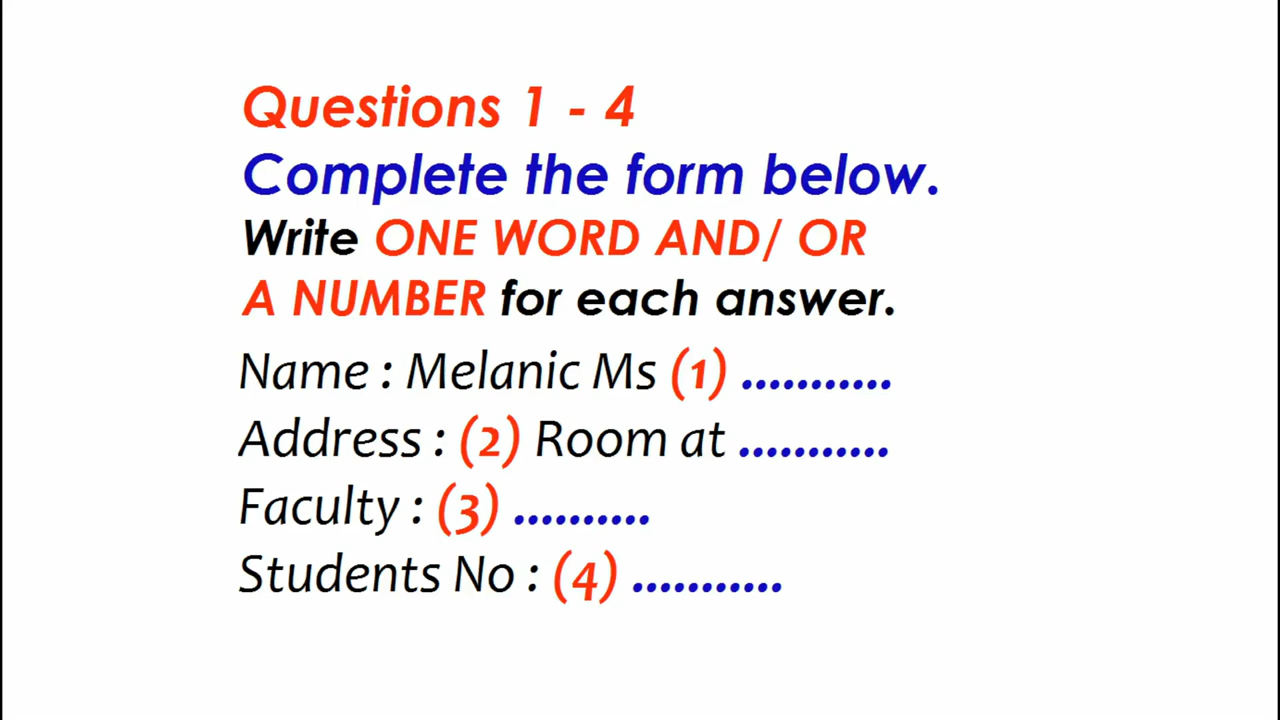 Questions 1 - 4
Complete the form below.
Write ONE WORD AND/ OR
A NUMBER for each answer.
Name : Melanic Ms (1) ...........
Address : (2) Room at ...........
Faculty : (3) ..........
Students No : (4) ...........